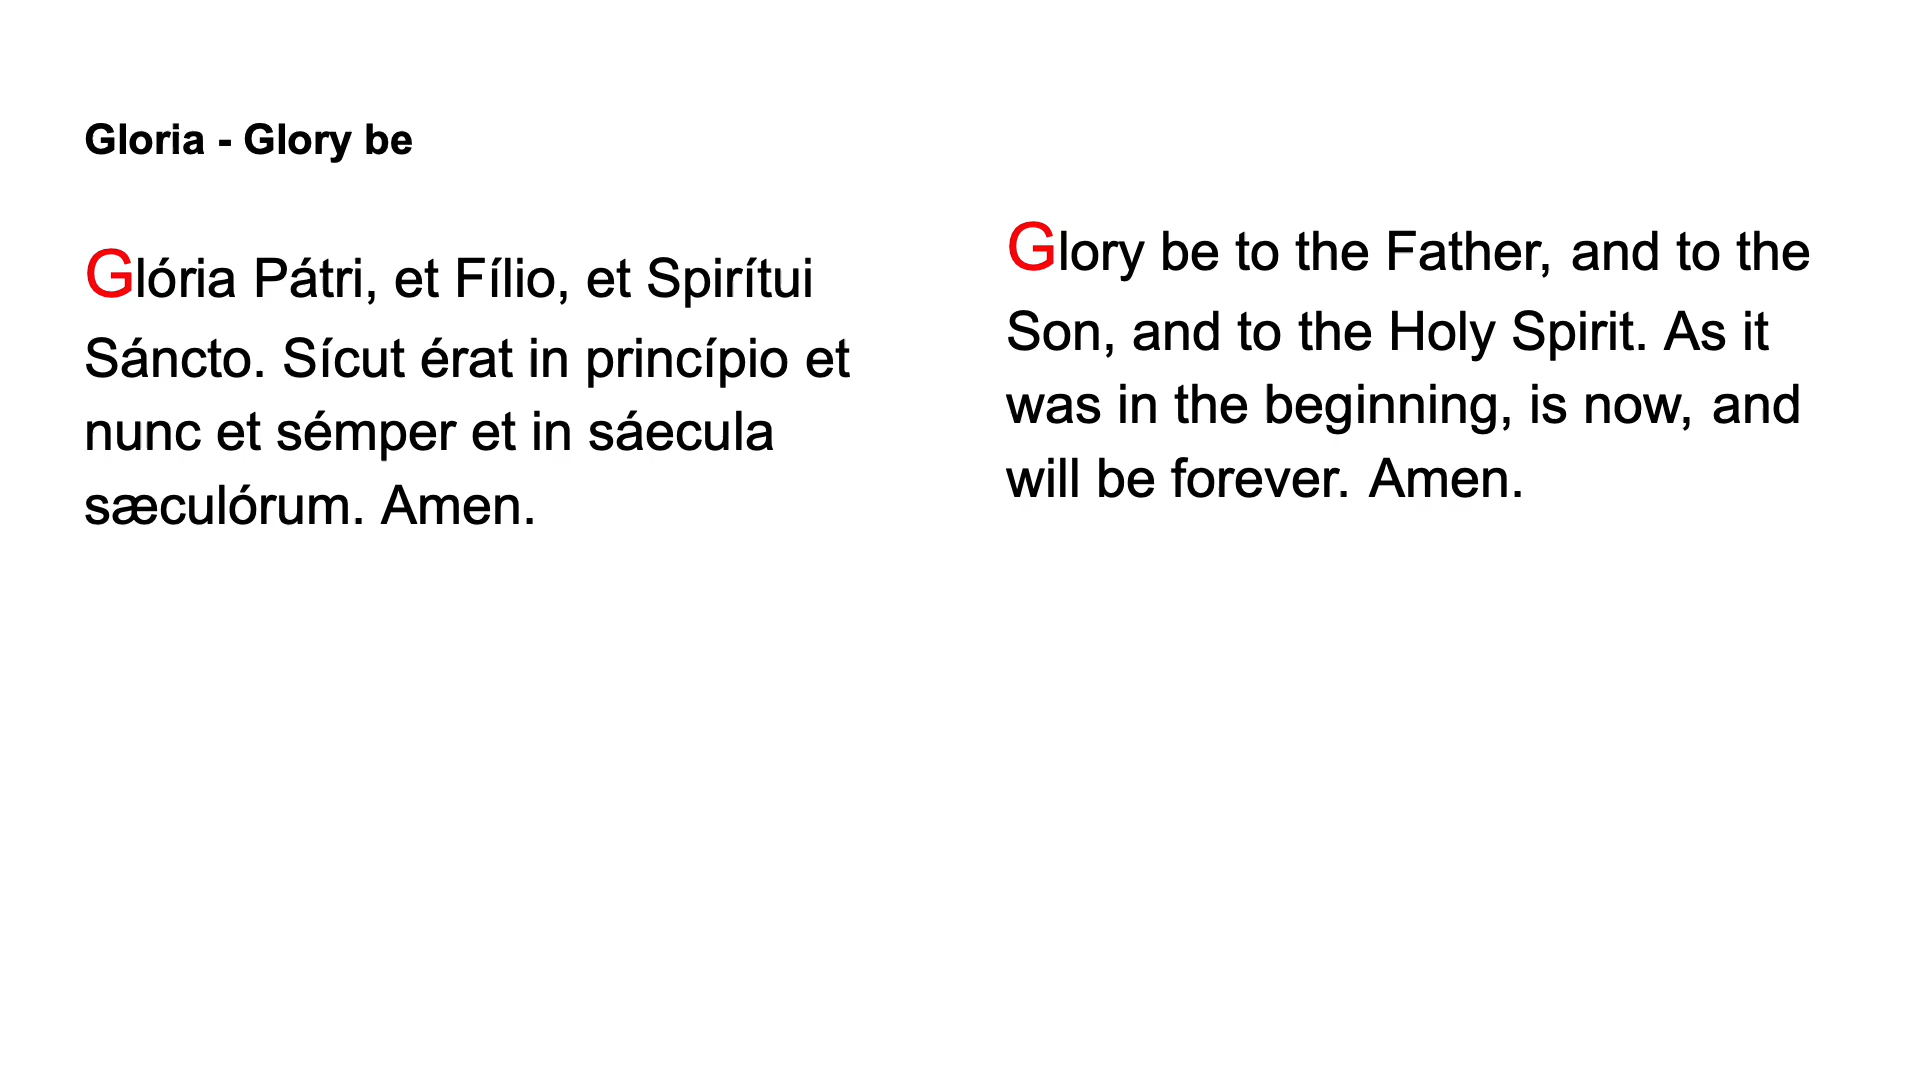 Gloria - Glory be
Glória Pátri, et Fílio, et Spirítui
Sáncto. Sícut érat in princípio et
nunc et sémper et in sáecula
sæculórum. Amen.
Glory be to the Father, and to the
Son, and to the Holy Spirit. As it
was in the beginning, is now, and
will be forever. Amen.